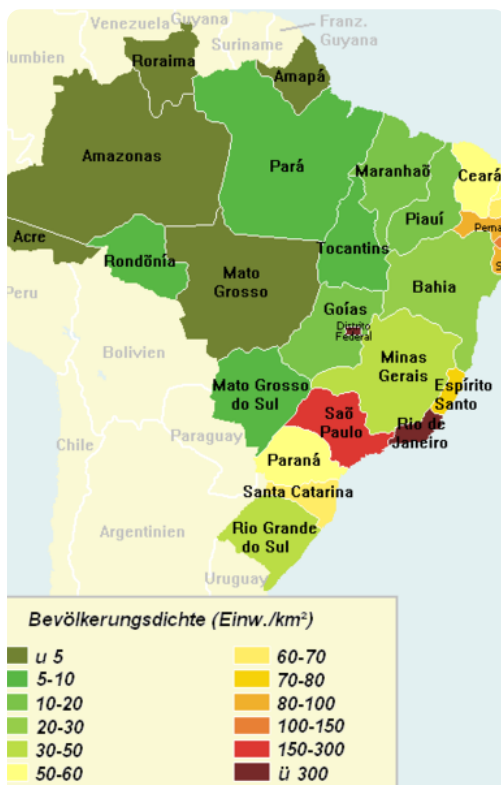 Venezuela
Guyana
Franz.
Guyana
Suriname
Roraima
Amapá
Amazonas
Pará
Maranhaõ
Ceará
Piauí
Acre
Rondõnía
Tocantins
Mato
Grosso
Bahia
Peru
Goías
Distrito
Federal
Bolivien
Minas
Gerais
Mato Grosso
do Sul
Espírito
Santo
Saõ
Paulo
Rio de
Janeiro
Paraguay
Chile
Paraná
Santa Catarina
Argentinien
Rio Grande
do Sul
Uruguay
Bevölkerungsdichte (Einw./km²)
u 5
5-10
10-20
20-30
30-50
50-60
60-70
70-80
80-100
100-150
150-300
ü 300